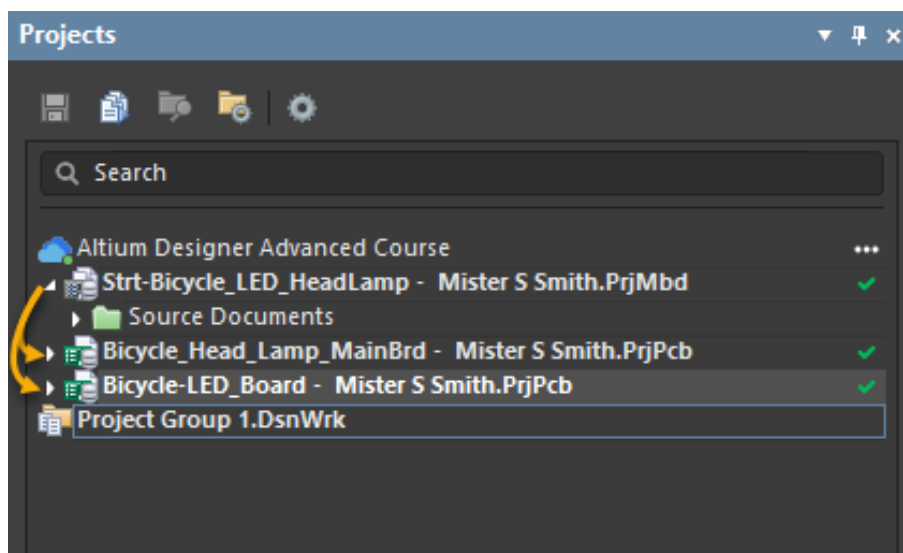 Projects
Search
Altium Designer Advanced Course
Strt-Bicycle_LED_HeadLamp - Mister S Smith.PrjMbd
Source Documents
Bicycle_Head_Lamp_MainBrd - Mister S Smith.PrjPcb
Bicycle-LED_Board - Mister S Smith.PrjPcb
Project Group 1.DsnWrk